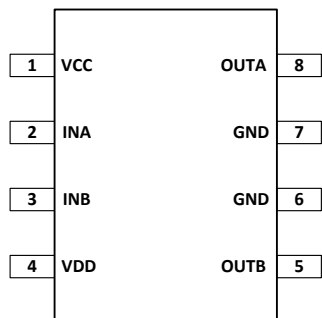 1 VCC OUTA 8
2 INA GND 7
3 INB GND 6
4 VDD OUTB 5